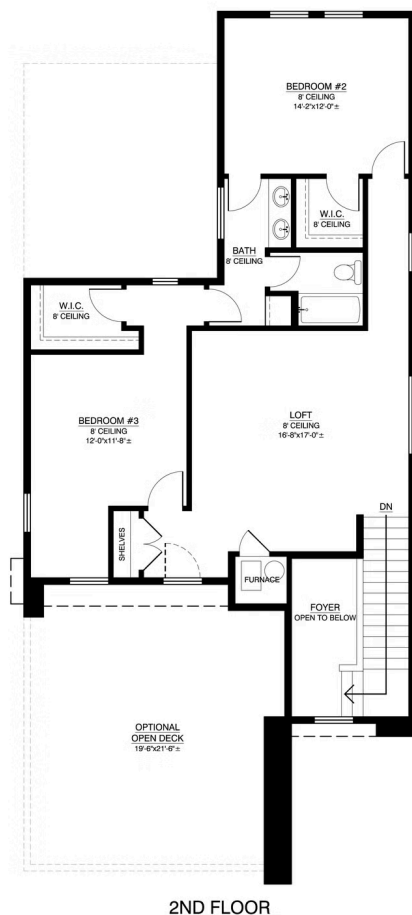 BEDROOM #2
8' CEILING
14'-2"x12'-0"±
W.I.C.
8' CEILING
BATH
8' CEILING
W.I.C.
8' CEILING
BEDROOM #3
8' CEILING
12'-0"x11'-8"±
LOFT
8' CEILING
16'-8"x17'-0"±
DN
SHELVES
FURNACE
FOYER
OPEN TO BELOW
OPTIONAL
OPEN DECK
19'-6"x21'-6"±
2ND FLOOR